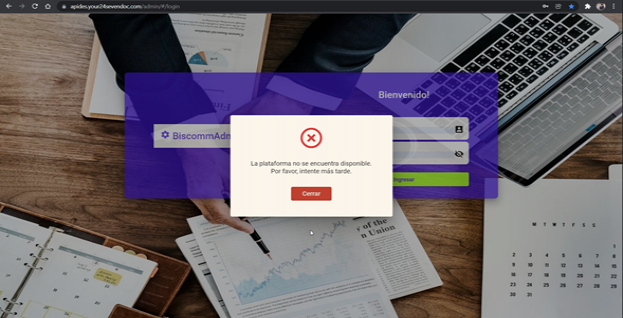 apides.your24sevendoc.com/admin/#/login
Bienvenido!
BiscommAdm
Ingresar
La plataforma no se encuentra disponible.
Por favor, intente más tarde.
Cerrar
of the
n Union
M T W T F S
1
2 3 4 5 6 7 8
9 10 11 12 13 14 15
16 17 18 19 20 21 22
23 24 25 26 27 28 29
30 31